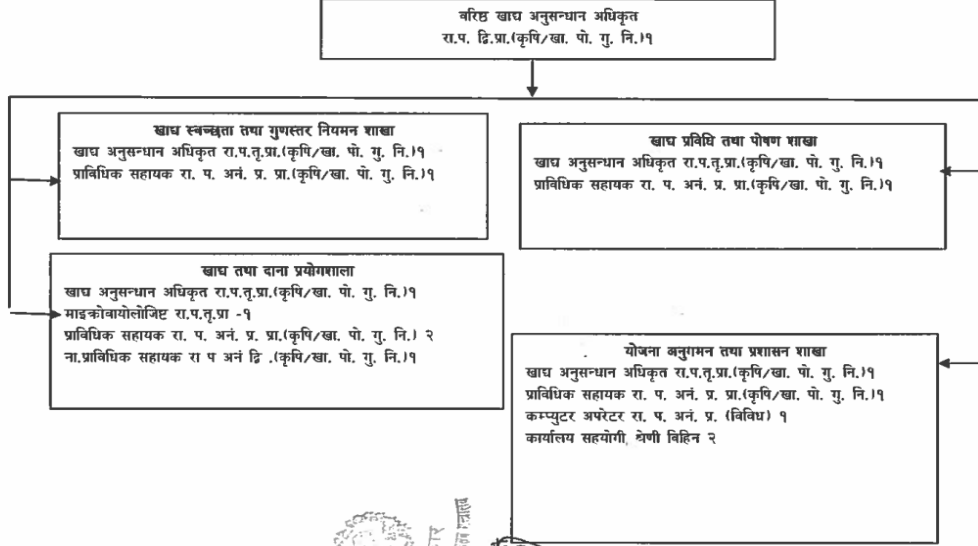 वरिष्ठ खाद्य अनुसन्धान अधिकृत
रा.प. द्वि.प्रा.(कृषि/खा. पो. गु. नि.)१
खाद्य स्वच्छता तथा गुणस्तर नियमन शाखा
खाद्य अनुसन्धान अधिकृत रा.प.तृ.प्रा.(कृषि/खा. पो. गु. नि.)१
प्राविधिक सहायक रा. प. अनं. प्र. प्रा.(कृषि/खा. पो. गु. नि.)१
खाद्य प्रविधि तथा पोषण शाखा
खाद्य अनुसन्धान अधिकृत रा.प.तृ.प्रा.(कृषि/खा. पो. गु. नि.)१
प्राविधिक सहायक रा. प. अनं. प्र. प्रा.(कृषि/खा. पो. गु. नि.)१
खाद्य तथा दाना प्रयोगशाला
खाद्य अनुसन्धान अधिकृत रा.प.तृ.प्रा.(कृषि/खा. पो. गु. नि.)१
माइक्रोवायोलोजिष्ट रा.प.तृ.प्रा -१
प्राविधिक सहायक रा. प. अनं. प्र. प्रा.(कृषि/खा. पो. गु. नि.) २
ना.प्राविधिक सहायक रा प अनं द्वि .(कृषि/खा. पो. गु. नि.)१
योजना अनुगमन तथा प्रशासन शाखा
खाद्य अनुसन्धान अधिकृत रा.प.तृ.प्रा.(कृषि/खा. पो. गु. नि.)१
प्राविधिक सहायक रा. प. अनं. प्र. प्रा.(कृषि/खा. पो. गु. नि.)१
कम्प्युटर अपरेटर रा. प. अनं. प्र. (विविध) १
कार्यालय सहयोगी, श्रेणी विहिन २